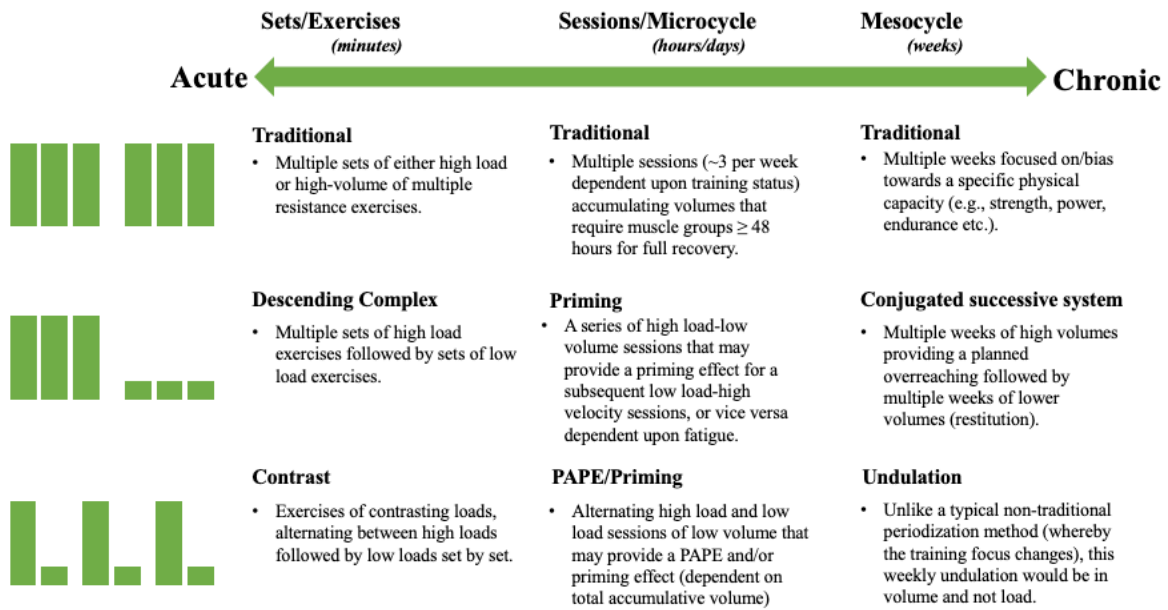 Sets/Exercises
(minutes)
Sessions/Microcycle
(hours/days)
Mesocycle
(weeks)
Acute
Chronic
Traditional
• Multiple sets of either high load
or high-volume of multiple
resistance exercises.
Traditional
• Multiple sessions (~3 per week
dependent upon training status)
accumulating volumes that
require muscle groups ≥ 48
hours for full recovery.
Traditional
• Multiple weeks focused on/bias
towards a specific physical
capacity (e.g., strength, power,
endurance etc.).
Descending Complex
• Multiple sets of high load
exercises followed by sets of low
load exercises.
Priming
• A series of high load-low
volume sessions that may
provide a priming effect for a
subsequent low load-high
velocity sessions, or vice versa
dependent upon fatigue.
Conjugated successive system
• Multiple weeks of high volumes
providing a planned
overreaching followed by
multiple weeks of lower
volumes (restitution).
Contrast
• Exercises of contrasting loads,
alternating between high loads
followed by low loads set by set.
PAPE/Priming
• Alternating high load and low
load sessions of low volume that
may provide a PAPE and/or
priming effect (dependent on
total accumulative volume)
Undulation
• Unlike a typical non-traditional
periodization method (whereby
the training focus changes), this
weekly undulation would be in
volume and not load.